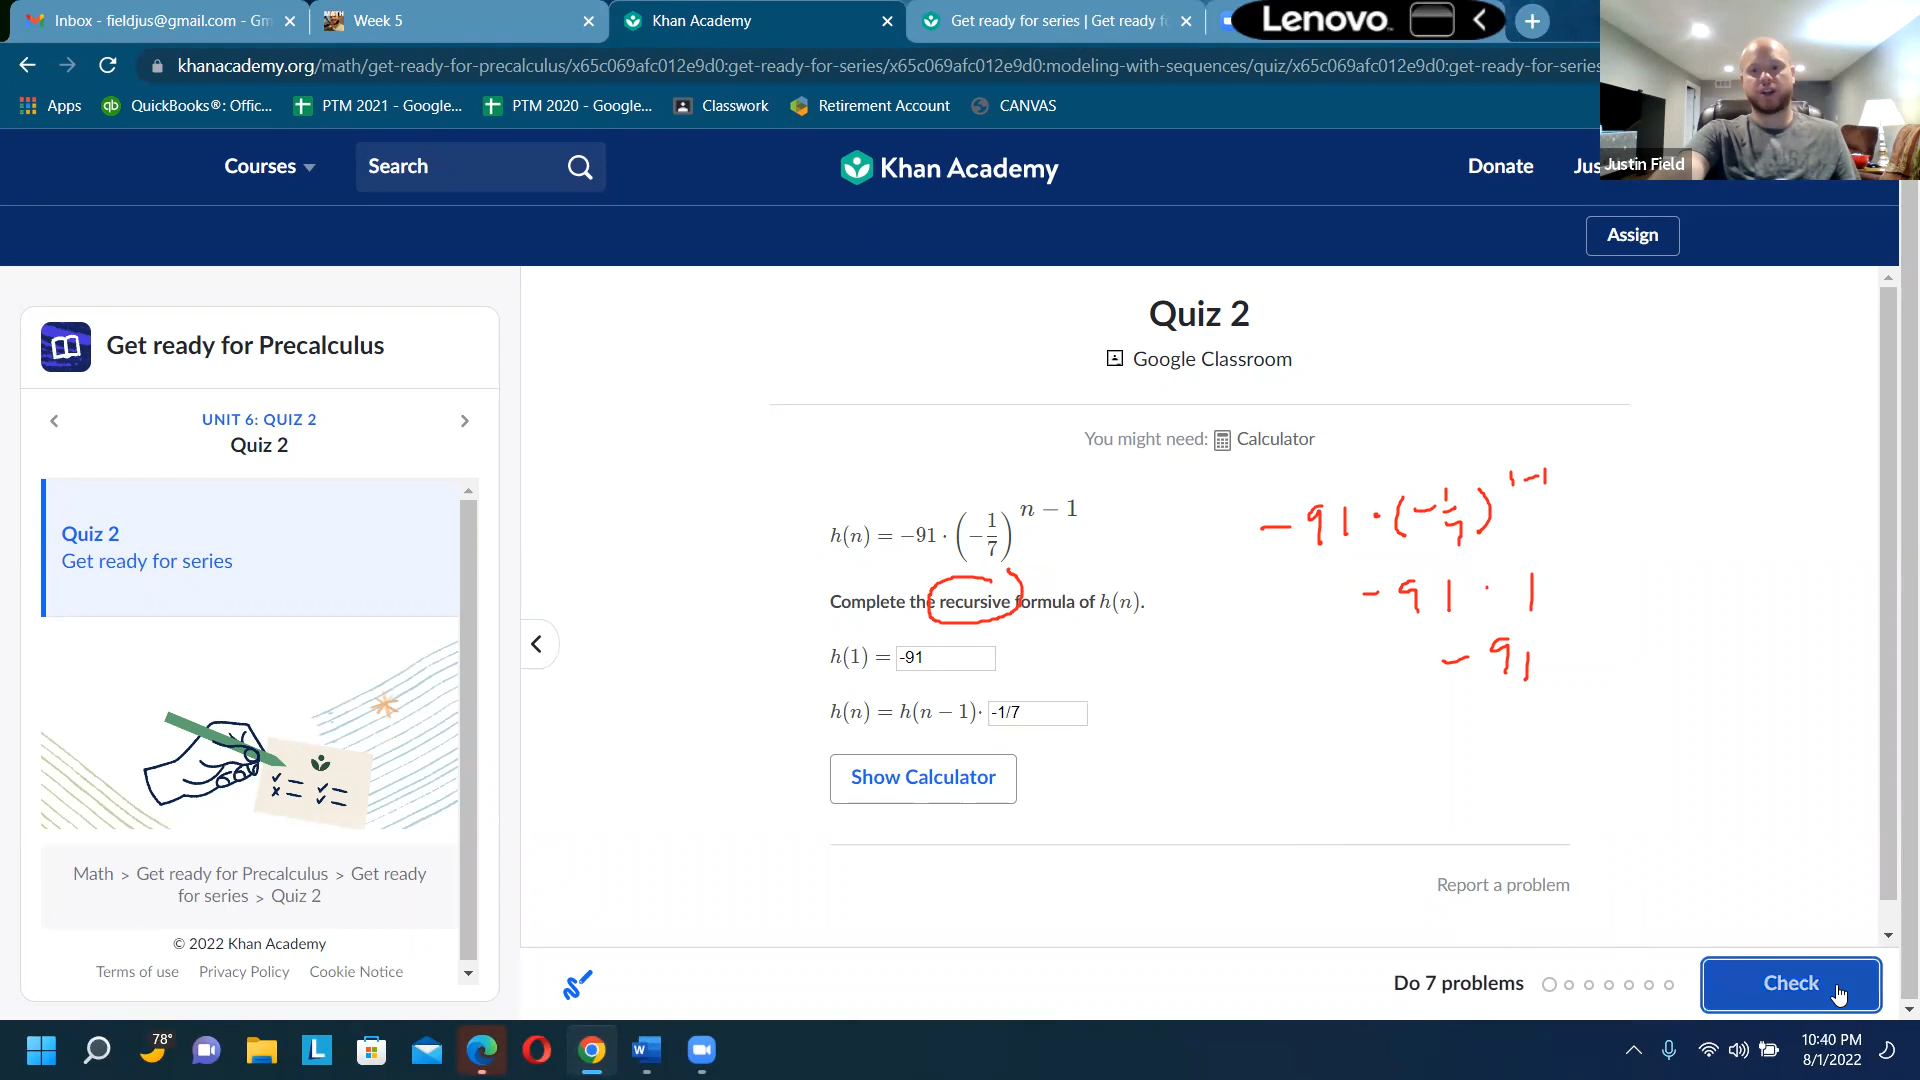 Inbox - fieldjus@gmail.com - Gm
Week 5
Khan Academy
Get ready for series | Get ready fo
Lenovo
khanacademy.org/math/get-ready-for-precalculus/x65c069afc012e9d0:get-ready-for-series/x65c069afc012e9d0:modeling-with-sequences/quiz/x65c069afc012e9d0:get-ready-for-series
Apps
QuickBooks®: Offic...
PTM 2021 - Google...
PTM 2020 - Google...
Classwork
Retirement Account
CANVAS
Justin Field
Courses
Search
Khan Academy
Donate
Jus
Assign
Get ready for Precalculus
UNIT 6: QUIZ 2
Quiz 2
Quiz 2
Get ready for series
Math > Get ready for Precalculus > Get ready
for series > Quiz 2
© 2022 Khan Academy
Terms of use Privacy Policy Cookie Notice
Quiz 2
Google Classroom
You might need: Calculator
h(n) = −91 · (−1/7)^(n − 1)
Complete the recursive formula of h(n).
h(1) = -91
h(n) = h(n − 1)· -1/7
Show Calculator
-91 · (-1/7)^(1-1)
-91 · 1
-91
Report a problem
Do 7 problems
Check
78°
10:40 PM
8/1/2022